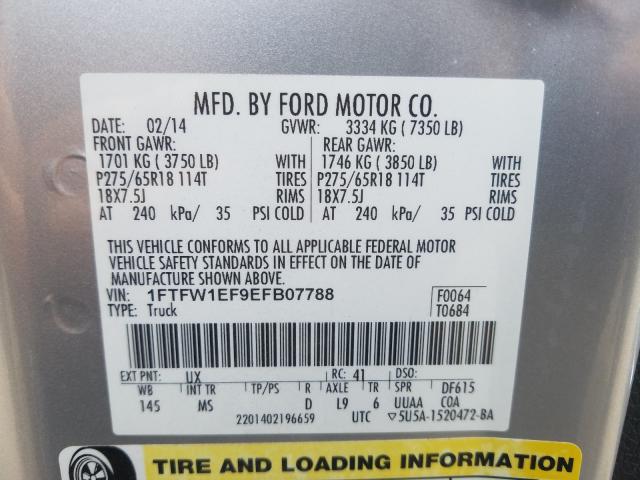 MFD. BY FORD MOTOR CO.
DATE: 02/14 GVWR: 3334 KG ( 7350 LB)
FRONT GAWR: REAR GAWR:
1701 KG ( 3750 LB) WITH 1746 KG ( 3850 LB) WITH
P275/65R18 114T TIRES P275/65R18 114T TIRES
18X7.5J RIMS 18X7.5J RIMS
AT 240 kPa/ 35 PSI COLD AT 240 kPa/ 35 PSI COLD
THIS VEHICLE CONFORMS TO ALL APPLICABLE FEDERAL MOTOR
VEHICLE SAFETY STANDARDS IN EFFECT ON THE DATE OF
MANUFACTURE SHOWN ABOVE.
VIN: 1FTFW1EF9EFB07788 F0064
TYPE: Truck T0684
EXT PNT: UX RC: 41 DSO:
WB INT TR TP/PS R AXLE TR SPR DF615
145 MS D L9 6 UUAA COA
2201402196659 UTC ▽5U5A-1520472-BA
TIRE AND LOADING INFORMATION